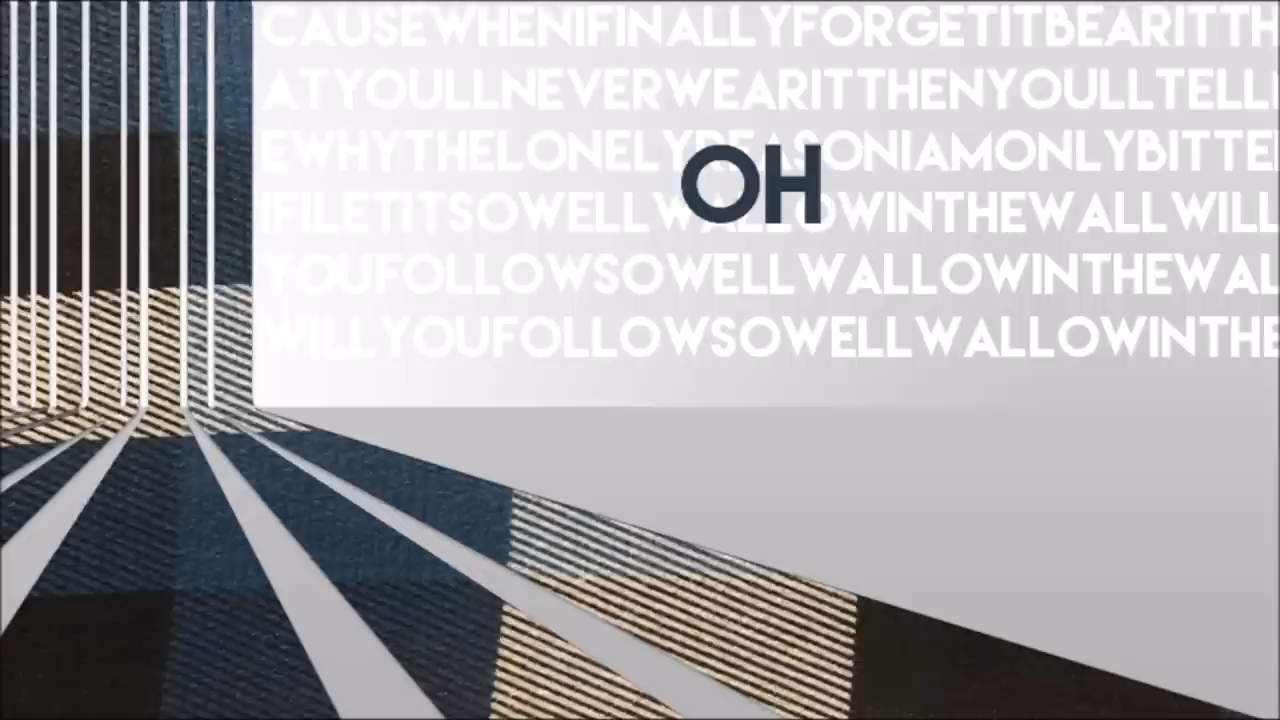 CAUSEWHENIFINALLYFORGETITBEARITTH
ATYOULLNEVERWEARITTHENYOULLTELL
EWHYTHELONELYREASONIAMONLYBITTE
OH
IFILETITSOWELLWALLOWINTHEWALLWILL
YOUFOLLOWSOWELLWALLOWINTHEWAL
WILLYOUFOLLOWSOWELLWALLOWINTHE